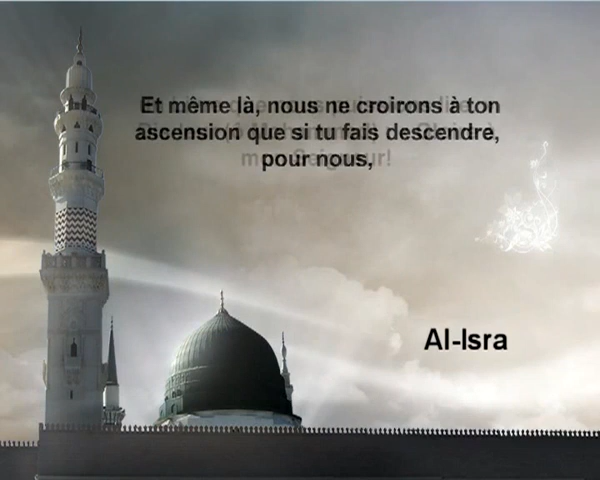 Et même là, nous ne croirons à ton
ascension que si tu fais descendre,
pour nous,
Al-Isra